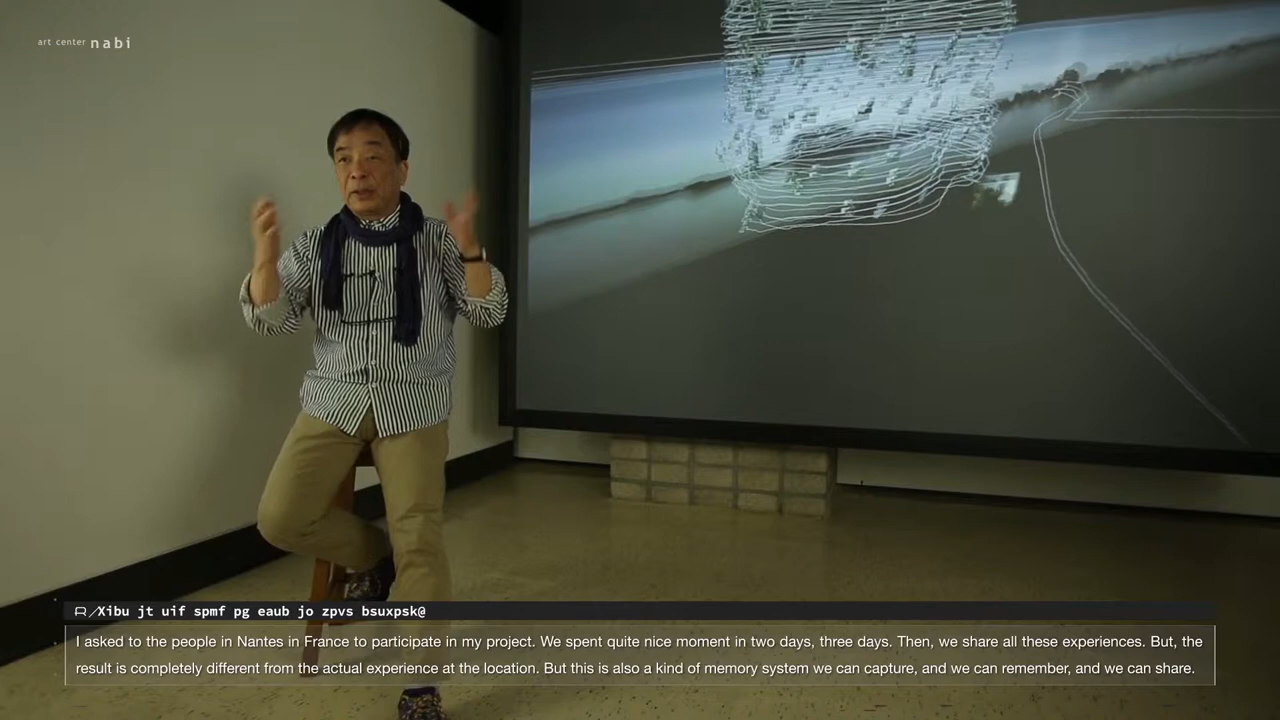 art center nabi
Xibu jt uif spmf pg eaub jo zpvs bsuxpsk@
I asked to the people in Nantes in France to participate in my project. We spent quite nice moment in two days, three days. Then, we share all these experiences. But, the
result is completely different from the actual experience at the location. But this is also a kind of memory system we can capture, and we can remember, and we can share.